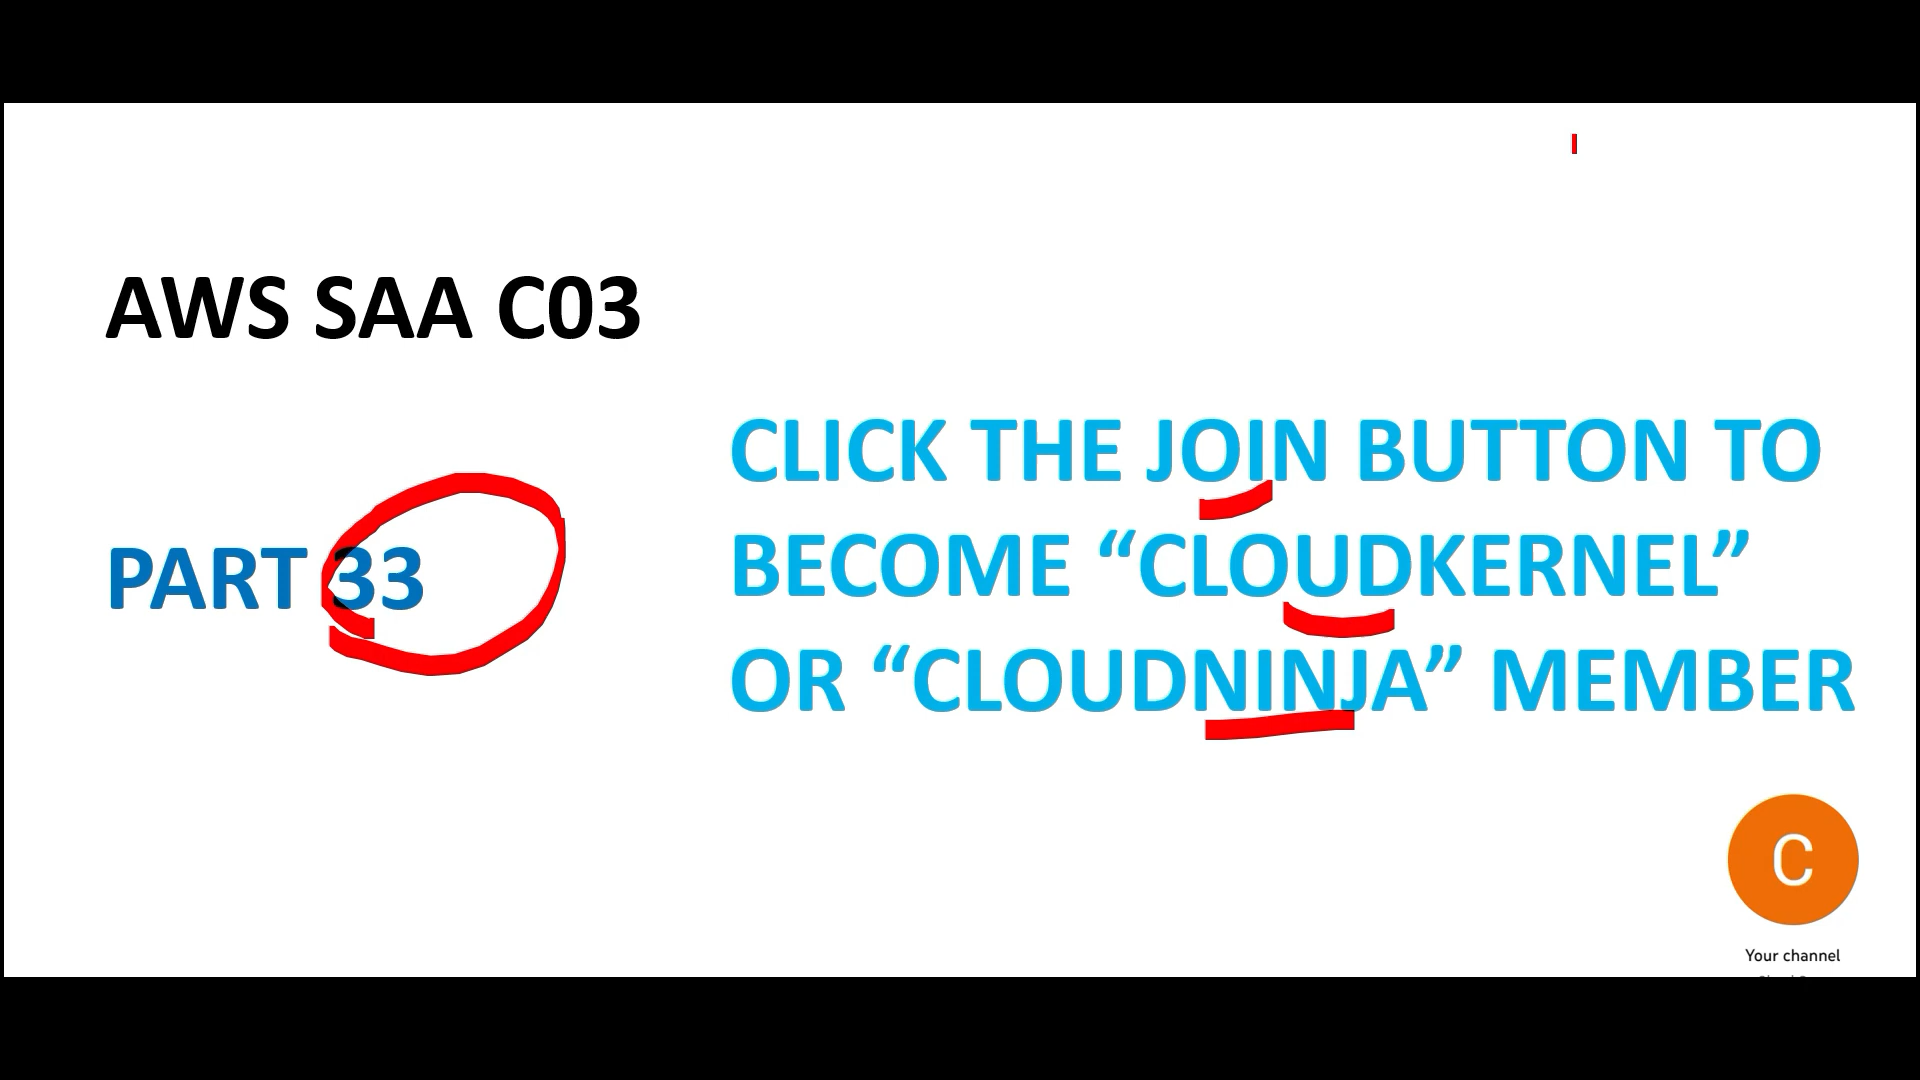 AWS SAA C03
PART 33
CLICK THE JOIN BUTTON TO
BECOME “CLOUDKERNEL”
OR “CLOUDNINJA” MEMBER
C
Your channel